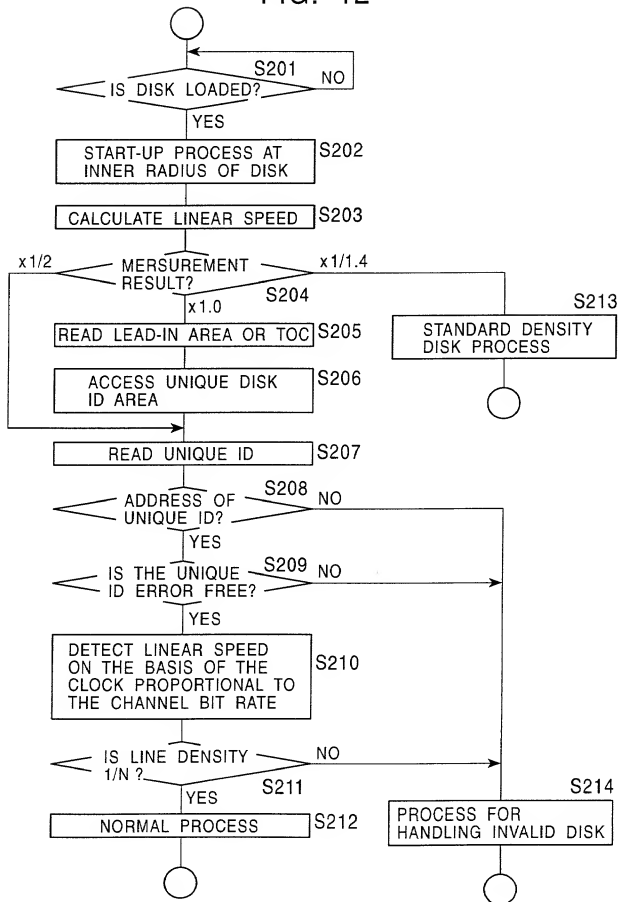 FIG. 12
S201
IS DISK LOADED?
NO
YES
START-UP PROCESS AT
INNER RADIUS OF DISK
S202
CALCULATE LINEAR SPEED
S203
x1/2
MERSUREMENT
RESULT?
x1/1.4
S204
x1.0
S213
STANDARD DENSITY
DISK PROCESS
READ LEAD-IN AREA OR TOC
S205
ACCESS UNIQUE DISK
ID AREA
S206
READ UNIQUE ID
S207
S208
ADDRESS OF
UNIQUE ID?
NO
YES
S209
IS THE UNIQUE
ID ERROR FREE?
NO
YES
DETECT LINEAR SPEED
ON THE BASIS OF THE
CLOCK PROPORTIONAL TO
THE CHANNEL BIT RATE
S210
IS LINE DENSITY
1/N ?
NO
S211
YES
S214
PROCESS FOR
HANDLING INVALID DISK
NORMAL PROCESS
S212